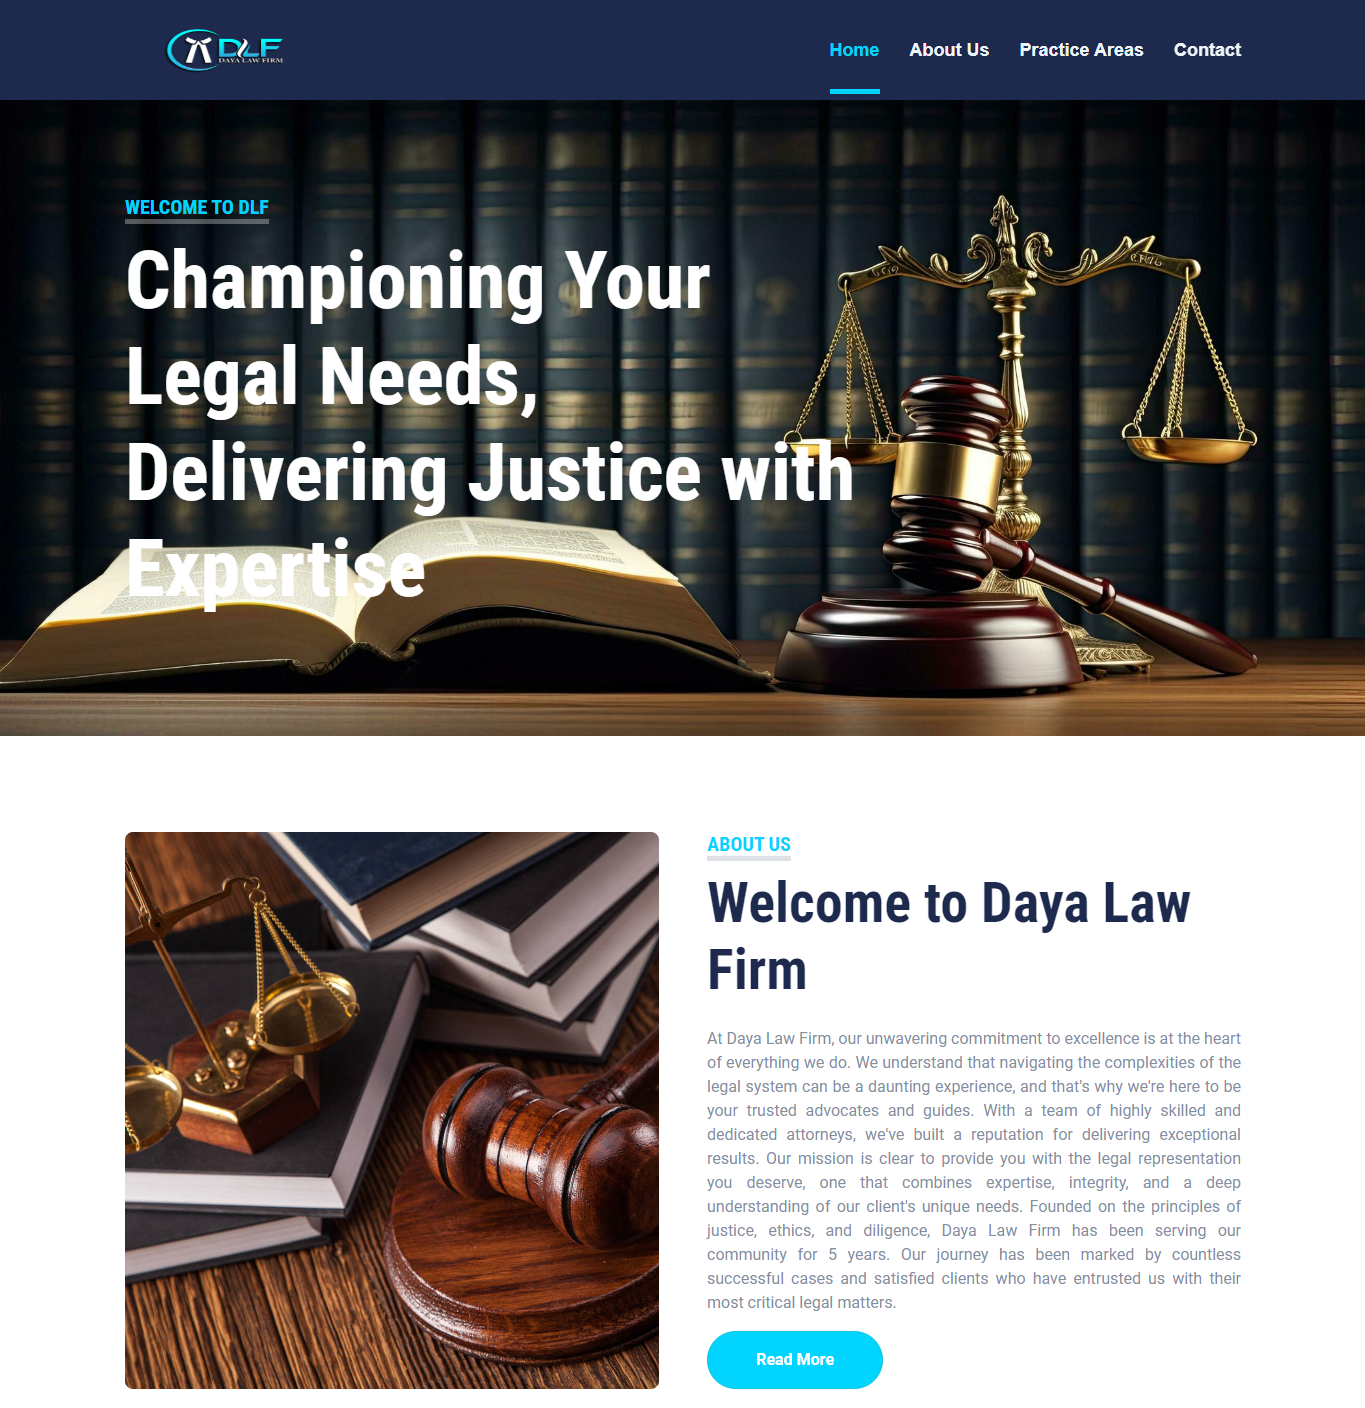 DLF
DAYA LAW FIRM
Home
About Us
Practice Areas
Contact
WELCOME TO DLF
Championing Your
Legal Needs,
Delivering Justice with
Expertise
ABOUT US
Welcome to Daya Law
Firm
At Daya Law Firm, our unwavering commitment to excellence is at the heart
of everything we do. We understand that navigating the complexities of the
legal system can be a daunting experience, and that's why we're here to be
your trusted advocates and guides. With a team of highly skilled and
dedicated attorneys, we've built a reputation for delivering exceptional
results. Our mission is clear to provide you with the legal representation
you deserve, one that combines expertise, integrity, and a deep
understanding of our client's unique needs. Founded on the principles of
justice, ethics, and diligence, Daya Law Firm has been serving our
community for 5 years. Our journey has been marked by countless
successful cases and satisfied clients who have entrusted us with their
most critical legal matters.
Read More